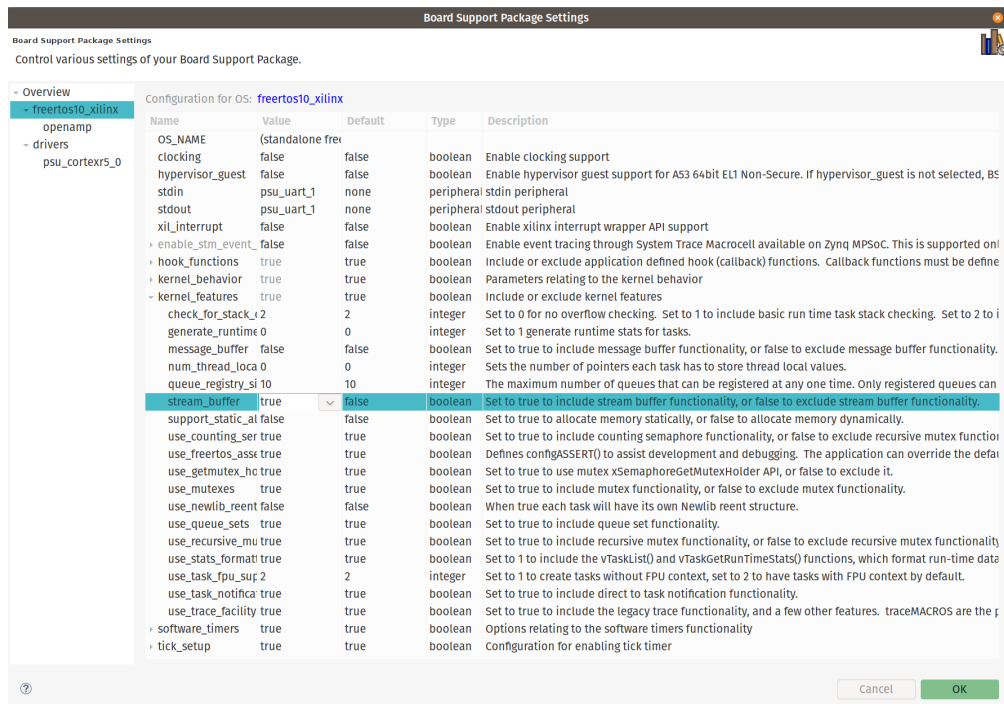 Board Support Package Settings
Board Support Package Settings
Control various settings of your Board Support Package.
Overview
freertos10_xilinx
openamp
drivers
psu_cortexr5_0
Configuration for OS: freertos10_xilinx
Name Value Default Type Description
OS_NAME (standalone free
clocking false false boolean Enable clocking support
hypervisor_guest false false boolean Enable hypervisor guest support for A53 64bit EL1 Non-Secure. If hypervisor_guest is not selected, BS
stdin psu_uart_1 none peripheral stdin peripheral
stdout psu_uart_1 none peripheral stdout peripheral
xil_interrupt false false boolean Enable xilinx interrupt wrapper API support
enable_stm_event_ false false boolean Enable event tracing through System Trace Macrocell available on Zynq MPSoC. This is supported onl
hook_functions true true boolean Include or exclude application defined hook (callback) functions. Callback functions must be define
kernel_behavior true true boolean Parameters relating to the kernel behavior
kernel_features true true boolean Include or exclude kernel features
check_for_stack_ 2 2 integer Set to 0 for no overflow checking. Set to 1 to include basic run time task stack checking. Set to 2 to i
generate_runtime 0 0 integer Set to 1 generate runtime stats for tasks.
message_buffer false false boolean Set to true to include message buffer functionality, or false to exclude message buffer functionality.
num_thread_loca 0 0 integer Sets the number of pointers each task has to store thread local values.
queue_registry_si 10 10 integer The maximum number of queues that can be registered at any one time. Only registered queues can
stream_buffer true false boolean Set to true to include stream buffer functionality, or false to exclude stream buffer functionality.
support_static_al false false boolean Set to true to allocate memory statically, or false to allocate memory dynamically.
use_counting_ser true true boolean Set to true to include counting semaphore functionality, or false to exclude recursive mutex function
use_freertos_asse true true boolean Defines configASSERT() to assist development and debugging. The application can override the defau
use_getmutex_ho true true boolean Set to true to use mutex xSemaphoreGetMutexHolder API, or false to exclude it.
use_mutexes true true boolean Set to true to include mutex functionality, or false to exclude mutex functionality.
use_newlib_reent false false boolean When true each task will have its own Newlib reent structure.
use_queue_sets true true boolean Set to true to include queue set functionality.
use_recursive_mu true true boolean Set to true to include recursive mutex functionality, or false to exclude recursive mutex functionality
use_stats_formatt true true boolean Set to 1 to include the vTaskList() and vTaskGetRunTimeStats() functions, which format run-time data
use_task_fpu_sup 2 2 integer Set to 1 to create tasks without FPU context, set to 2 to have tasks with FPU context by default.
use_task_notifica true true boolean Set to true to include direct to task notification functionality.
use_trace_facility true true boolean Set to true to include the legacy trace functionality, and a few other features. traceMACROS are the p
software_timers true true boolean Options relating to the software timers functionality
tick_setup true true boolean Configuration for enabling tick timer
Cancel OK